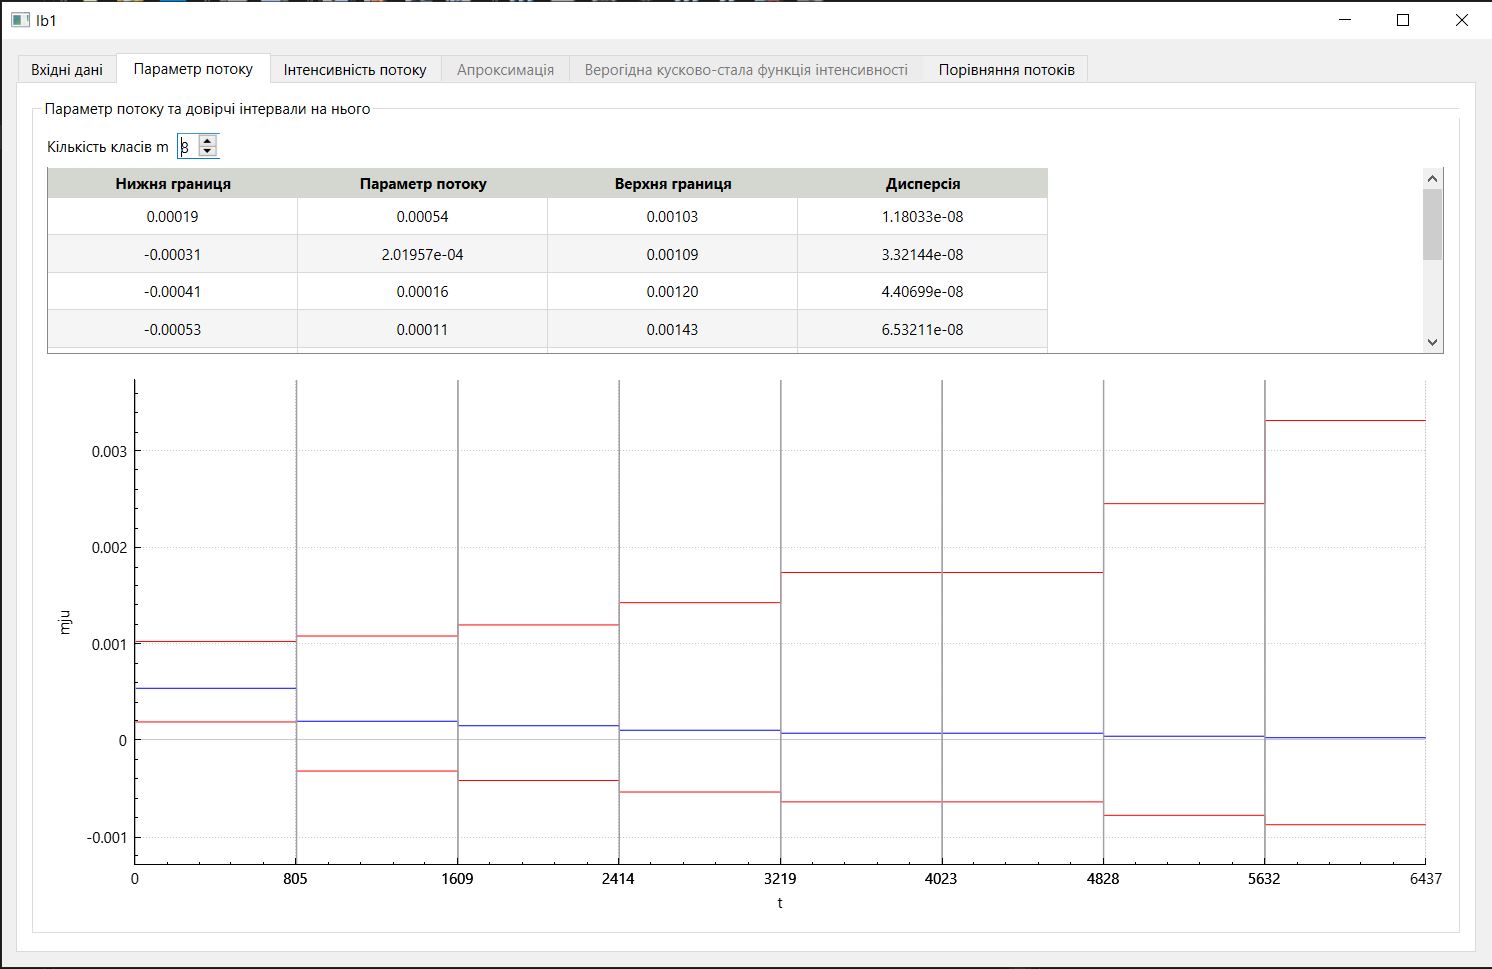 lb1
Вхідні дані Параметр потоку Інтенсивність потоку Апроксимація Верогідна кусково-стала функція інтенсивності Порівняння потоків
Параметр потоку та довірчі інтервали на нього
Кількість класів m 8
Нижня границя Параметр потоку Верхня границя Дисперсія
0.00019 0.00054 0.00103 1.18033e-08
-0.00031 2.01957e-04 0.00109 3.32144e-08
-0.00041 0.00016 0.00120 4.40699e-08
-0.00053 0.00011 0.00143 6.53211e-08
0.003
0.002
0.001
0
-0.001
mju
0 805 1609 2414 3219 4023 4828 5632 6437
t